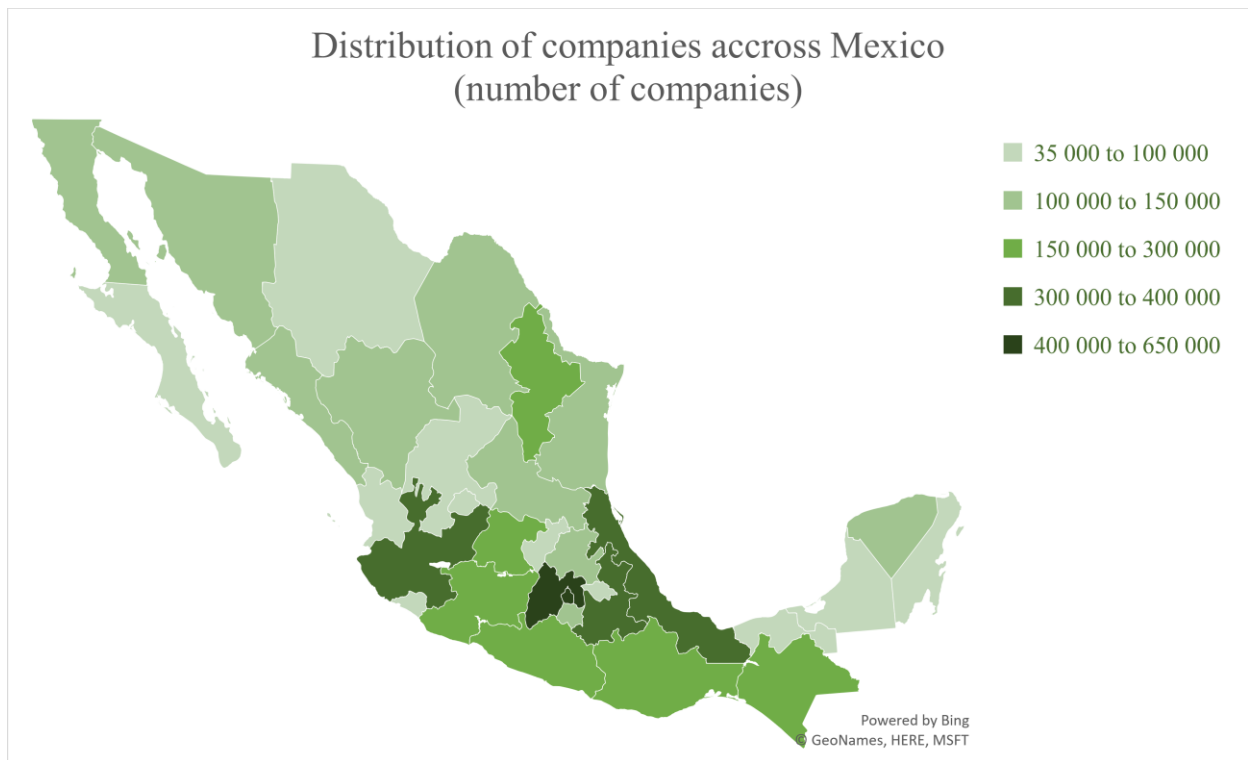 Distribution of companies accross Mexico
(number of companies)
35 000 to 100 000
100 000 to 150 000
150 000 to 300 000
300 000 to 400 000
400 000 to 650 000
Powered by Bing
© GeoNames, HERE, MSFT